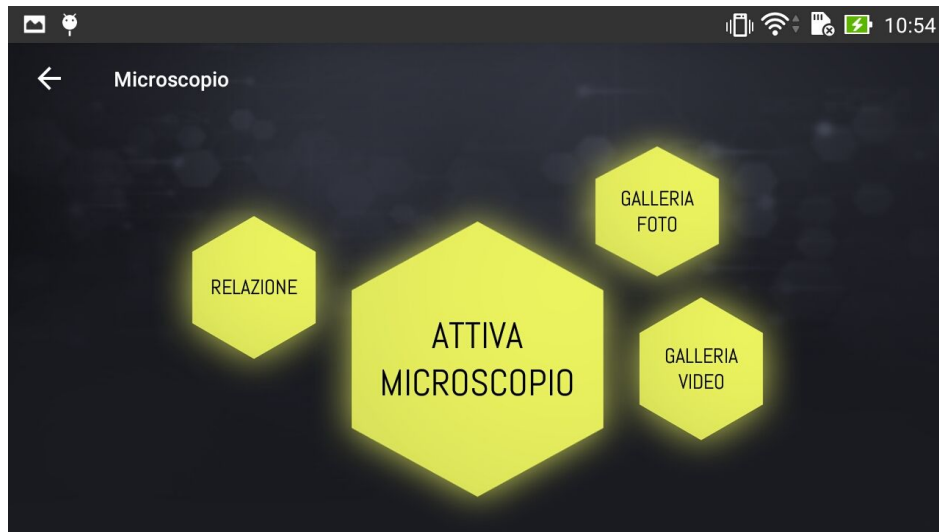 10:54
Microscopio
GALLERIA
FOTO
RELAZIONE
ATTIVA
MICROSCOPIO
GALLERIA
VIDEO